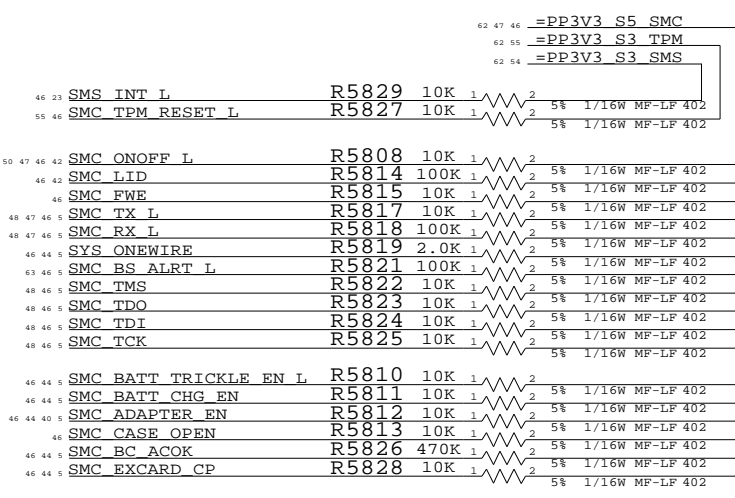 62 47 46 =PP3V3_S5_SMC
62 55 =PP3V3_S3_TPM
62 54 =PP3V3_S3_SMS
46 23 SMS_INT_L R5829 10K 1 2
5% 1/16W MF-LF 402
55 46 SMC_TPM_RESET_L R5827 10K 1 2
5% 1/16W MF-LF 402
50 47 46 42 SMC_ONOFF_L R5808 10K 1 2
5% 1/16W MF-LF 402
46 42 SMC_LID R5814 100K 1 2
5% 1/16W MF-LF 402
46 SMC_FWE R5815 10K 1 2
5% 1/16W MF-LF 402
48 47 46 5 SMC_TX_L R5817 10K 1 2
5% 1/16W MF-LF 402
48 47 46 5 SMC_RX_L R5818 100K 1 2
5% 1/16W MF-LF 402
46 44 5 SYS_ONEWIRE R5819 2.0K 1 2
5% 1/16W MF-LF 402
63 46 5 SMC_BS_ALRT_L R5821 100K 1 2
5% 1/16W MF-LF 402
48 46 5 SMC_TMS R5822 10K 1 2
5% 1/16W MF-LF 402
48 46 5 SMC_TDO R5823 10K 1 2
5% 1/16W MF-LF 402
48 46 5 SMC_TDI R5824 10K 1 2
5% 1/16W MF-LF 402
48 46 5 SMC_TCK R5825 10K 1 2
5% 1/16W MF-LF 402
46 44 5 SMC_BATT_TRICKLE_EN_L R5810 10K 1 2
5% 1/16W MF-LF 402
46 44 5 SMC_BATT_CHG_EN R5811 10K 1 2
5% 1/16W MF-LF 402
46 44 40 5 SMC_ADAPTER_EN R5812 10K 1 2
5% 1/16W MF-LF 402
46 SMC_CASE_OPEN R5813 10K 1 2
5% 1/16W MF-LF 402
46 44 5 SMC_BC_ACOK R5826 470K 1 2
5% 1/16W MF-LF 402
46 44 5 SMC_EXCARD_CP R5828 10K 1 2
5% 1/16W MF-LF 402